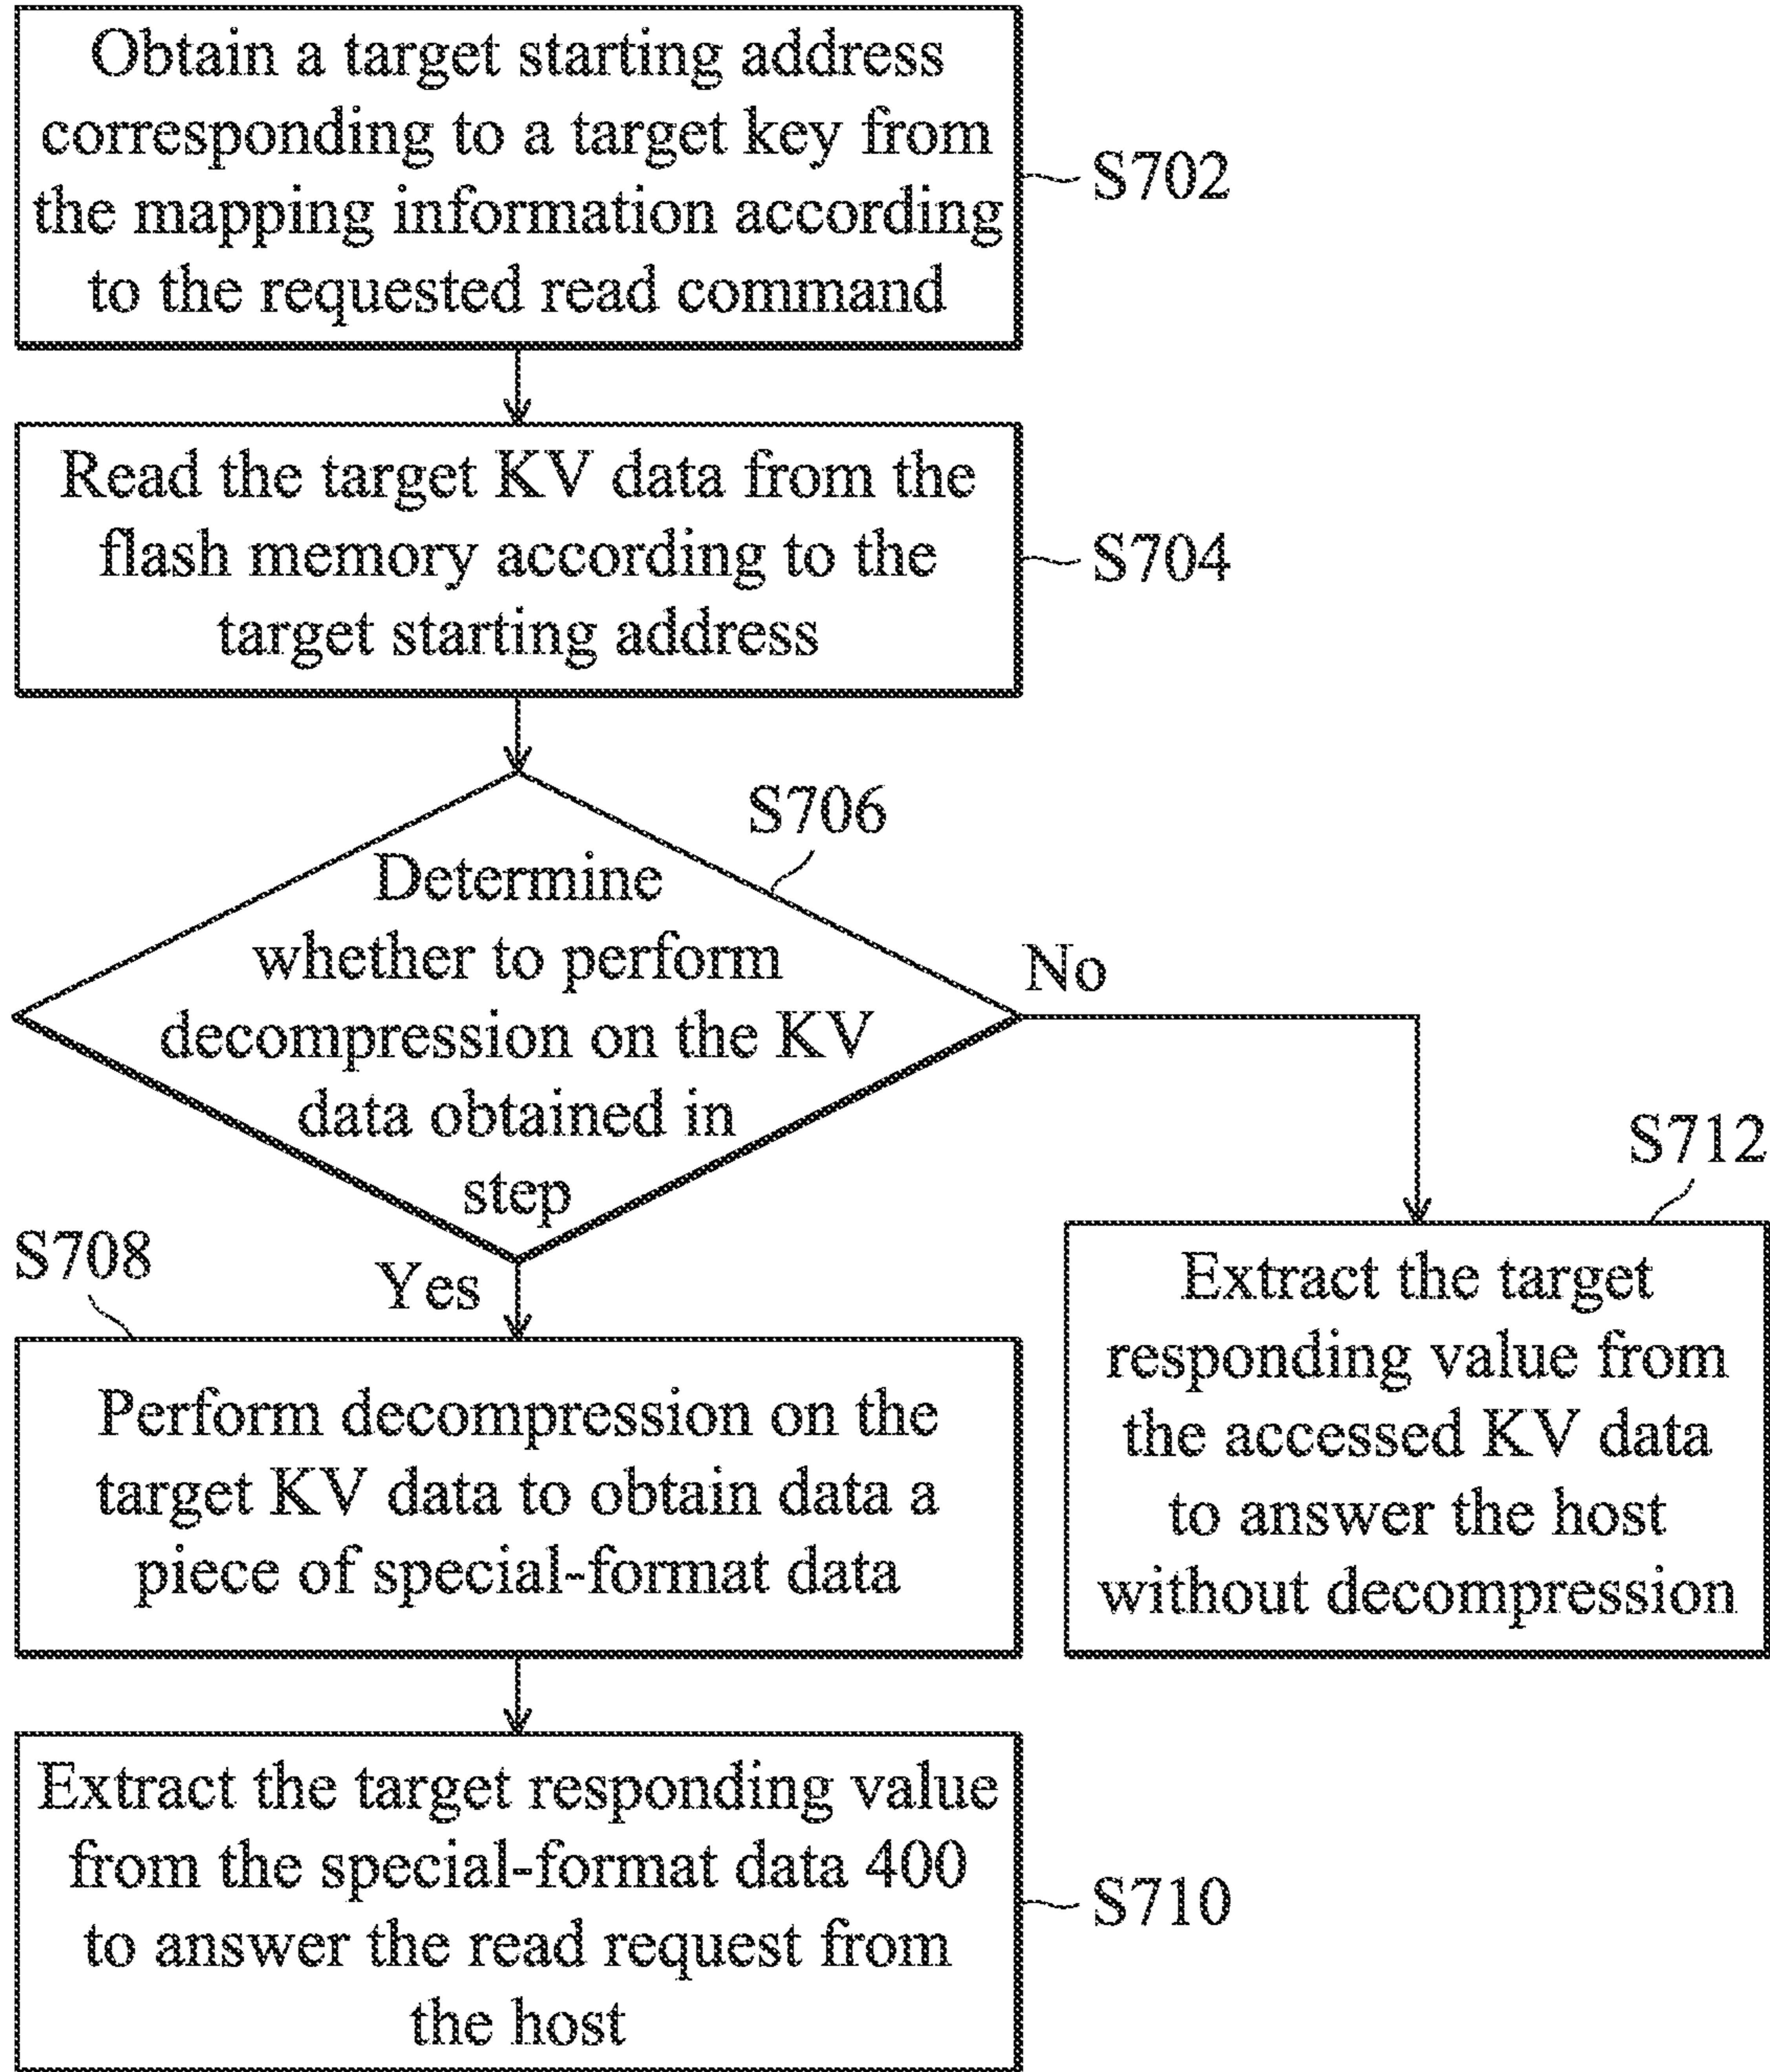 Obtain a target starting address
corresponding to a target key from
the mapping information according
to the requested read command
S702
Read the target KV data from the
flash memory according to the
target starting address
S704
S706
Determine
whether to perform
decompression on the KV
data obtained in
step
No
Yes
S708
Perform decompression on the
target KV data to obtain data a
piece of special-format data
S712
Extract the target
responding value from
the accessed KV data
to answer the host
without decompression
Extract the target responding value
from the special-format data 400
to answer the read request from
the host
S710